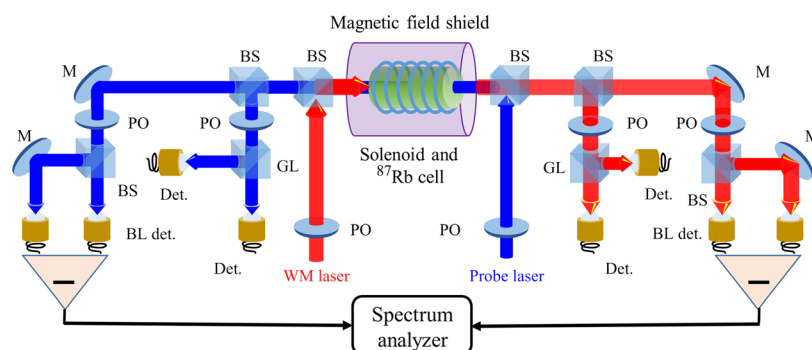 Magnetic field shield
M
BS
BS
BS
BS
M
PO
PO
PO
PO
M
M
GL
GL
Solenoid and
⁸⁷Rb cell
BS
Det.
Det.
BS
BL det.
PO
PO
BL det.
Det.
WM laser
Probe laser
Det.
Spectrum
analyzer